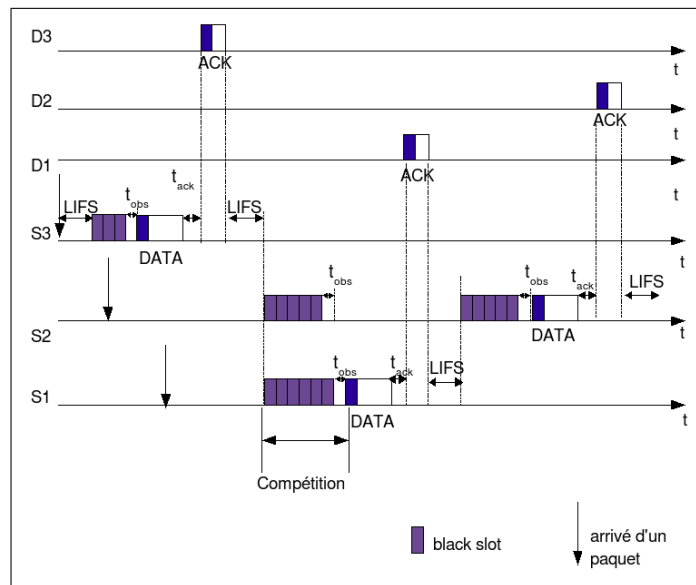 D3
ACK
t
D2
ACK
t
D1
ACK
t
LIFS
t obs
t ack
LIFS
S3
DATA
t
t obs
t obs
t ack
LIFS
S2
DATA
t
t obs
t ack
LIFS
S1
DATA
t
Compétition
black slot
arrivé d'un
paquet